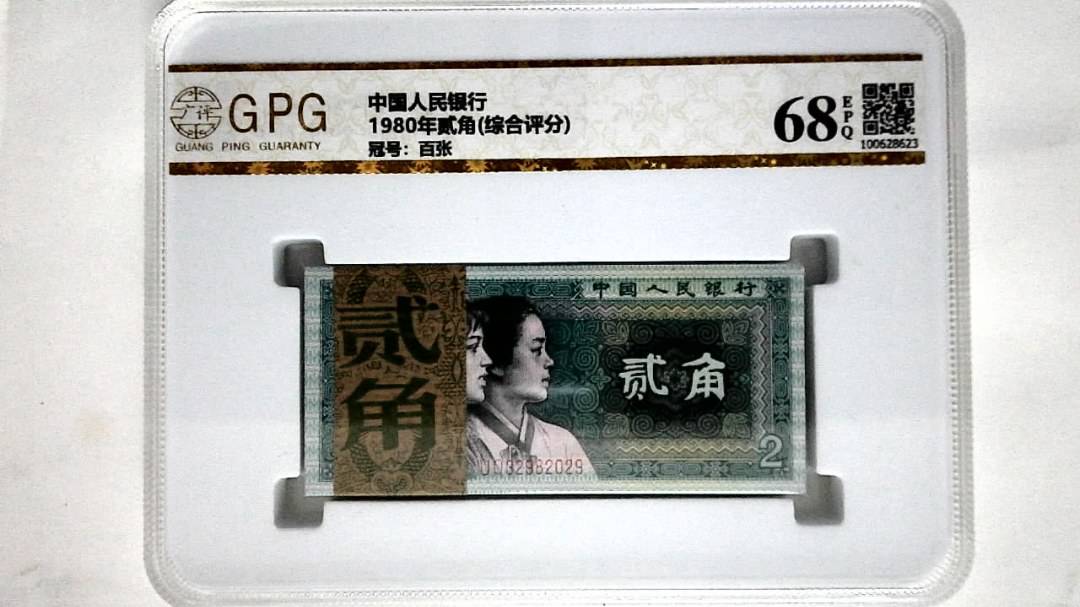 广评
GPG
GUANG PING GUARANTY
中国人民银行
1980年贰角(综合评分)
冠号：百张
68
EPQ
100628623
贰角
中国人民银行
贰角
2
32982029